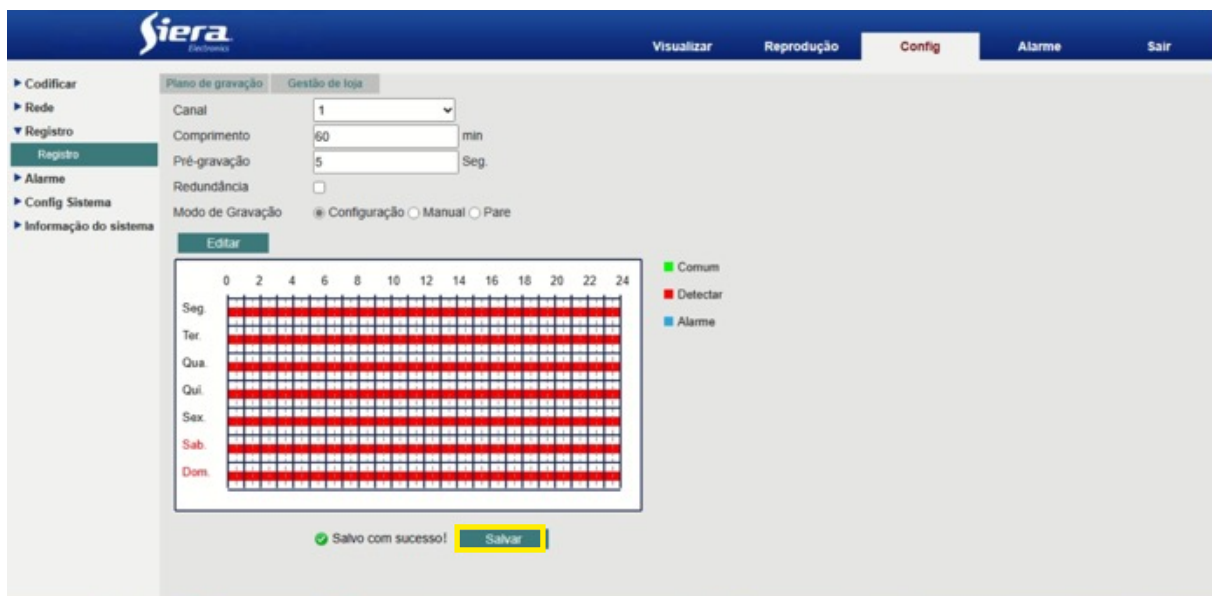 Siera
Electronics
Visualizar Reprodução Config Alarme Sair
Codificar
Rede
Registro
Registro
Alarme
Config Sistema
Informação do sistema
Plano de gravação Gestão de loja
Canal 1
Comprimento 60 min
Pré-gravação 5 Seg.
Redundância
Modo de Gravação Configuração Manual Pare
Editar
0 2 4 6 8 10 12 14 16 18 20 22 24
Seg.
Ter.
Qua.
Qui.
Sex.
Sab.
Dom.
Comum
Detectar
Alarme
Salvo com sucesso! Salvar